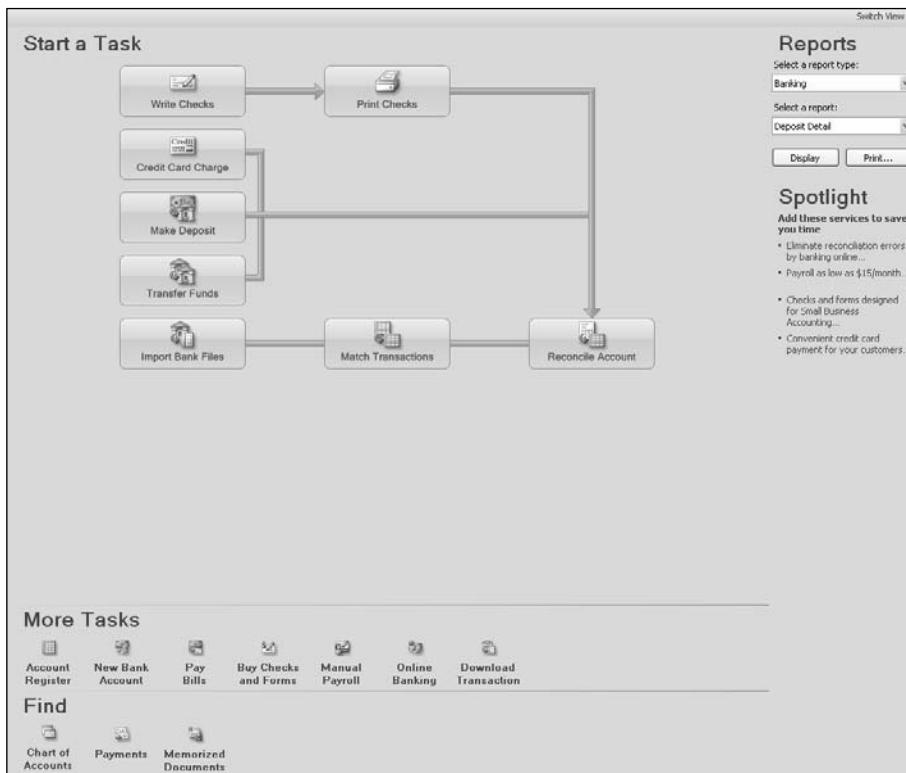 Switch View
Start a Task
Write Checks
Print Checks
Credit
Credit Card Charge
Make Deposit
Transfer Funds
Import Bank Files
Match Transactions
Reconcile Account
Reports
Select a report type:
Banking
Select a report:
Deposit Detail
Display
Print...
Spotlight
Add these services to save
you time
• Eliminate reconciliation errors
by banking online...
• Payroll as low as $15/month...
• Checks and forms designed
for Small Business
Accounting...
• Convenient credit card
payment for your customers.
More Tasks
Account
Register
New Bank
Account
Pay
Bills
Buy Checks
and Forms
Manual
Payroll
Online
Banking
Download
Transaction
Find
Chart of
Accounts
Payments
Memorized
Documents